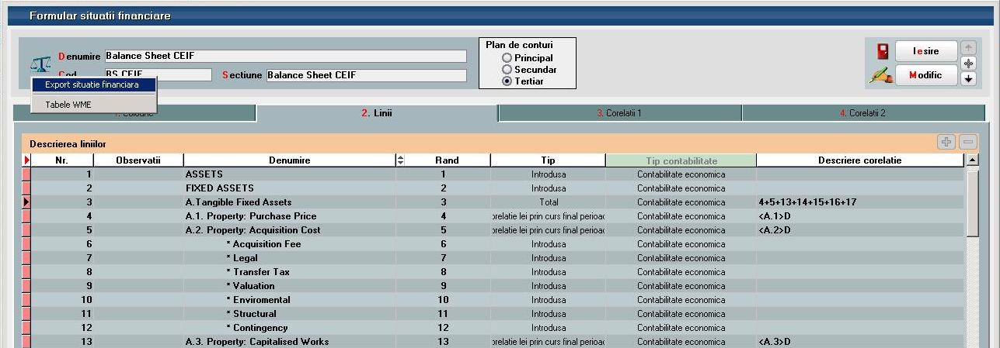 Formular situatii financiare
Denumire Balance Sheet CEIF
Cod BS CEIF Sectiune Balance Sheet CEIF
Plan de conturi
Principal
Secundar
Tertiar
Iesire
Modific
Export situatie financiara
Tabele WME
1. Coloane 2. Linii 3. Corelatii 1 4. Corelatii 2
Descrierea liniilor
Nr. Observatii Denumire Rand Tip Tip contabilitate Descriere corelatie
1 ASSETS 1 Introdusa Contabilitate economica
2 FIXED ASSETS 2 Introdusa Contabilitate economica
3 A.Tangible Fixed Assets 3 Total Contabilitate economica 4+5+13+14+15+16+17
4 A.1. Property: Purchase Price 4 orelatie lei prin curs final perioac Contabilitate economica <A.1>D
5 A.2. Property: Acquisition Cost 5 orelatie lei prin curs final perioac Contabilitate economica <A.2>D
6 * Acquisition Fee 6 Introdusa Contabilitate economica
7 * Legal 7 Introdusa Contabilitate economica
8 * Transfer Tax 8 Introdusa Contabilitate economica
9 * Valuation 9 Introdusa Contabilitate economica
10 * Enviromental 10 Introdusa Contabilitate economica
11 * Structural 11 Introdusa Contabilitate economica
12 * Contingency 12 Introdusa Contabilitate economica
13 A.3. Property: Capitalised Works 13 orelatie lei prin curs final perioac Contabilitate economica <A.3>D